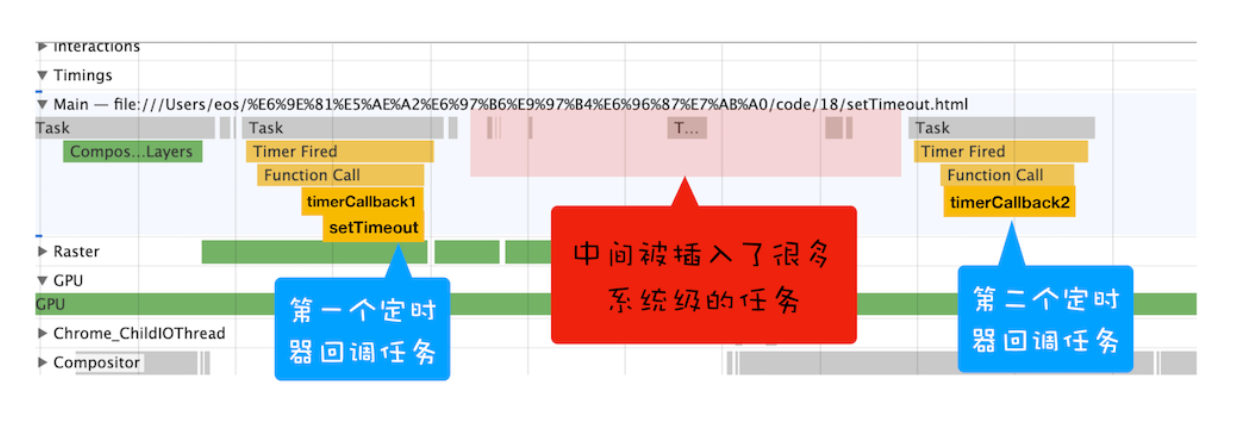 Interactions
Timings
Main — file:///Users/eos/%E6%9E%81%E5%AE%A2%E6%97%B6%E9%97%B4%E6%96%87%E7%AB%A0/code/18/setTimeout.html
Task Task T... Task
Compos...Layers Timer Fired Timer Fired
Function Call Function Call
timerCallback1 timerCallback2
setTimeout
Raster
GPU
GPU
Chrome_ChildIOThread
Compositor
第一个定时
器回调任务
中间被插入了很多
系统级的任务
第二个定时
器回调任务